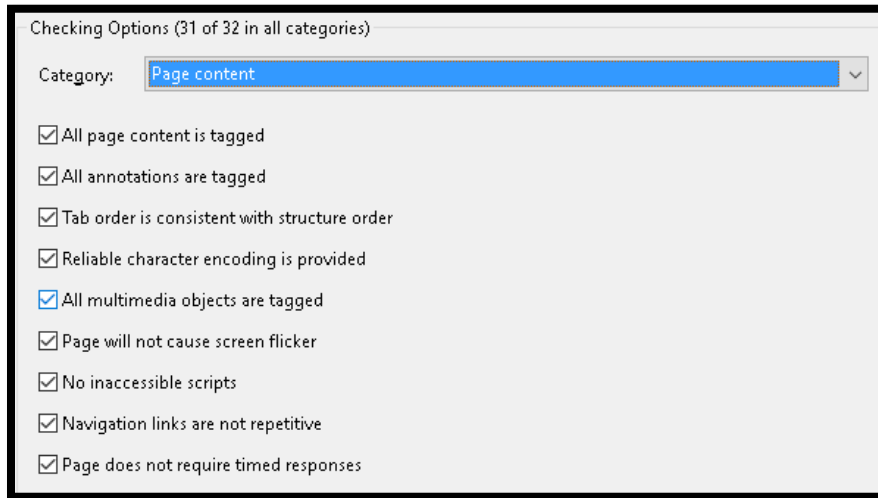 Checking Options (31 of 32 in all categories)
Category: Page content
All page content is tagged
All annotations are tagged
Tab order is consistent with structure order
Reliable character encoding is provided
All multimedia objects are tagged
Page will not cause screen flicker
No inaccessible scripts
Navigation links are not repetitive
Page does not require timed responses